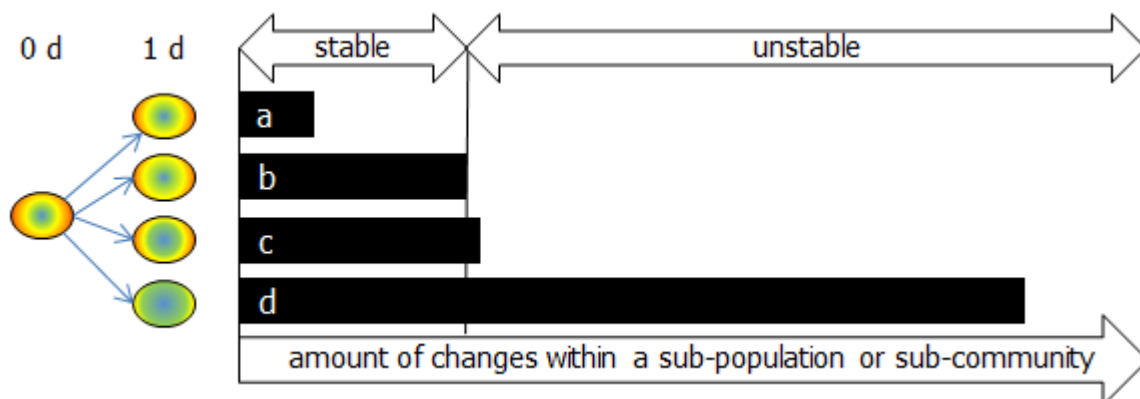 0 d 1 d stable unstable
a
b
c
d
amount of changes within a sub-population or sub-community